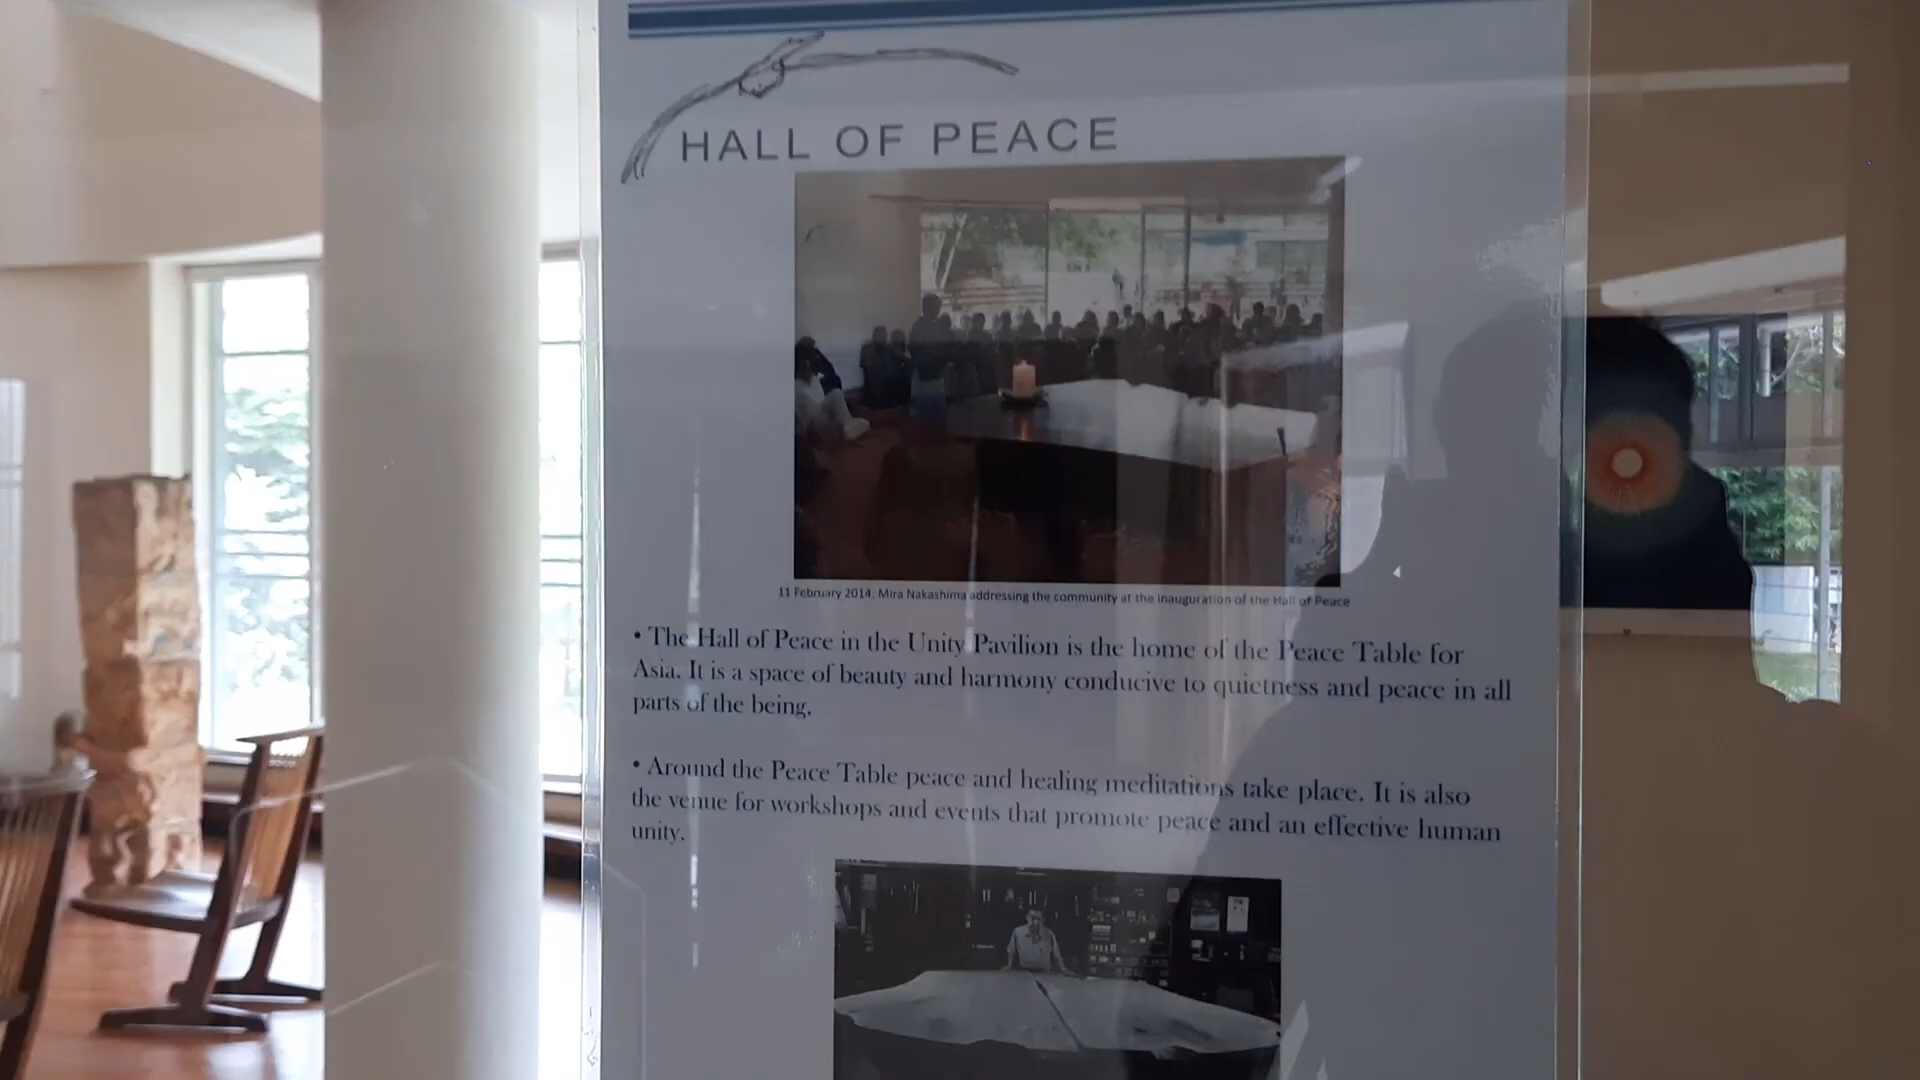 HALL OF PEACE
11 February 2014: Mira Nakashima addressing the community at the inauguration of the Hall of Peace
• The Hall of Peace in the Unity Pavilion is the home of the Peace Table for
Asia. It is a space of beauty and harmony conducive to quietness and peace in all
parts of the being.
• Around the Peace Table peace and healing meditations take place. It is also
the venue for workshops and events that promote peace and an effective human
unity.